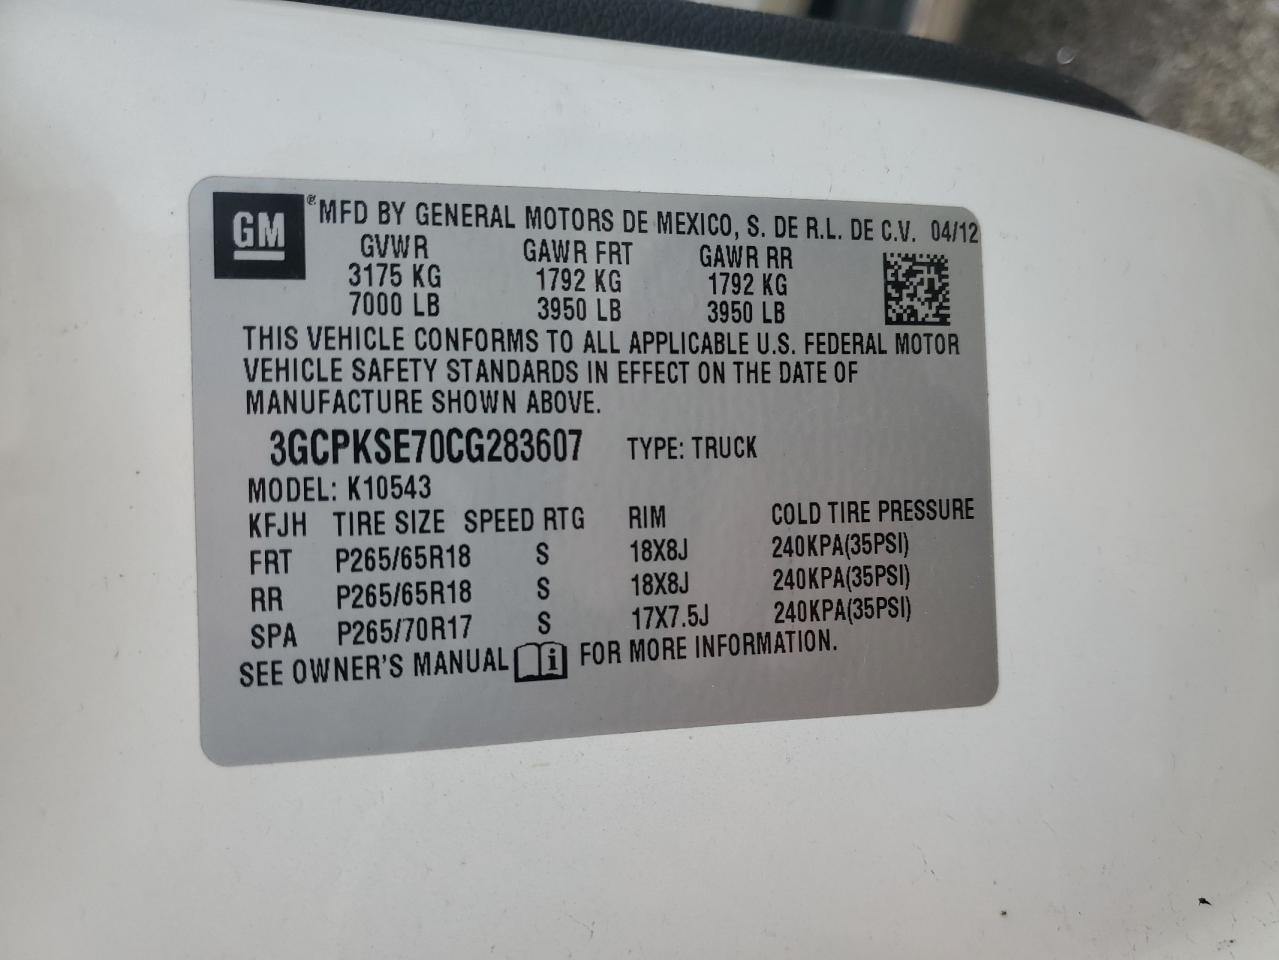 GM ® MFD BY GENERAL MOTORS DE MEXICO, S. DE R.L. DE C.V. 04/12
GVWR GAWR FRT GAWR RR
3175 KG 1792 KG 1792 KG
7000 LB 3950 LB 3950 LB
THIS VEHICLE CONFORMS TO ALL APPLICABLE U.S. FEDERAL MOTOR
VEHICLE SAFETY STANDARDS IN EFFECT ON THE DATE OF
MANUFACTURE SHOWN ABOVE.
3GCPKSE70CG283607 TYPE: TRUCK
MODEL: K10543
KFJH TIRE SIZE SPEED RTG RIM COLD TIRE PRESSURE
FRT P265/65R18 S 18X8J 240KPA(35PSI)
RR P265/65R18 S 18X8J 240KPA(35PSI)
SPA P265/70R17 S 17X7.5J 240KPA(35PSI)
SEE OWNER'S MANUAL i FOR MORE INFORMATION.